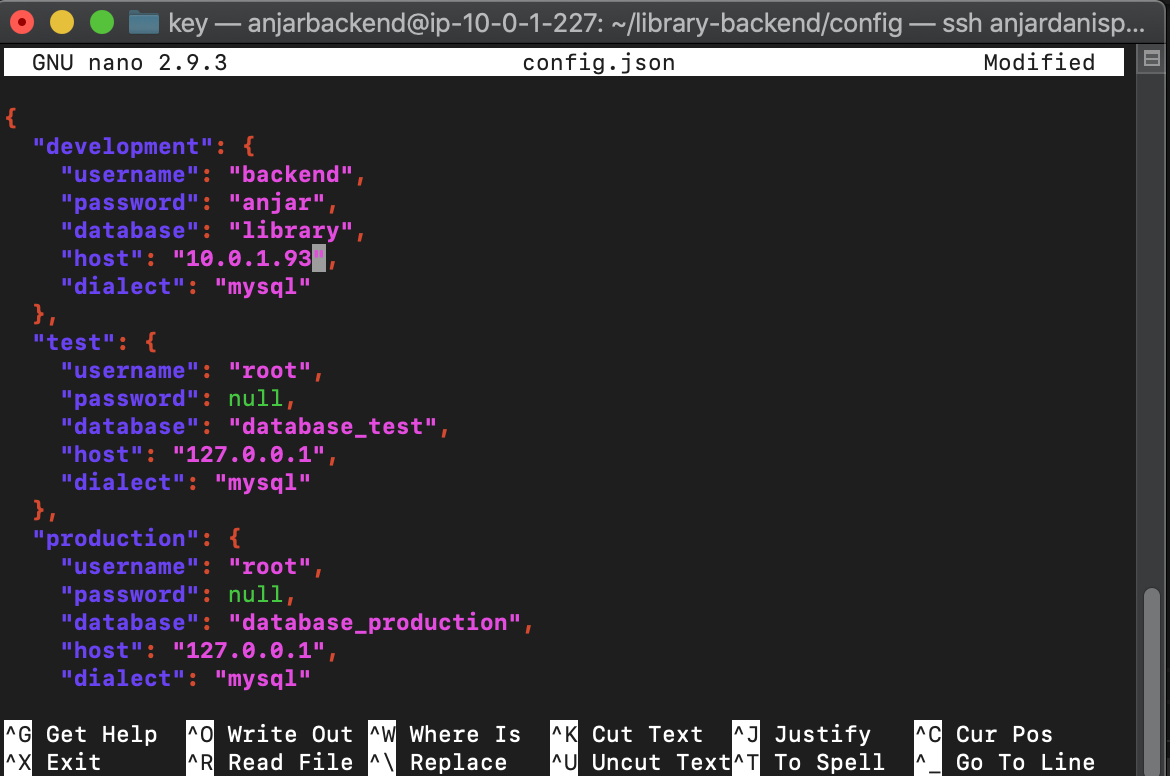 key — anjarbackend@ip-10-0-1-227: ~/library-backend/config — ssh anjardanisp...
GNU nano 2.9.3 config.json Modified
{
  "development": {
    "username": "backend",
    "password": "anjar",
    "database": "library",
    "host": "10.0.1.93",
    "dialect": "mysql"
  },
  "test": {
    "username": "root",
    "password": null,
    "database": "database_test",
    "host": "127.0.0.1",
    "dialect": "mysql"
  },
  "production": {
    "username": "root",
    "password": null,
    "database": "database_production",
    "host": "127.0.0.1",
    "dialect": "mysql"
^G Get Help ^O Write Out ^W Where Is ^K Cut Text ^J Justify ^C Cur Pos
^X Exit ^R Read File ^\ Replace ^U Uncut Text ^T To Spell ^_ Go To Line